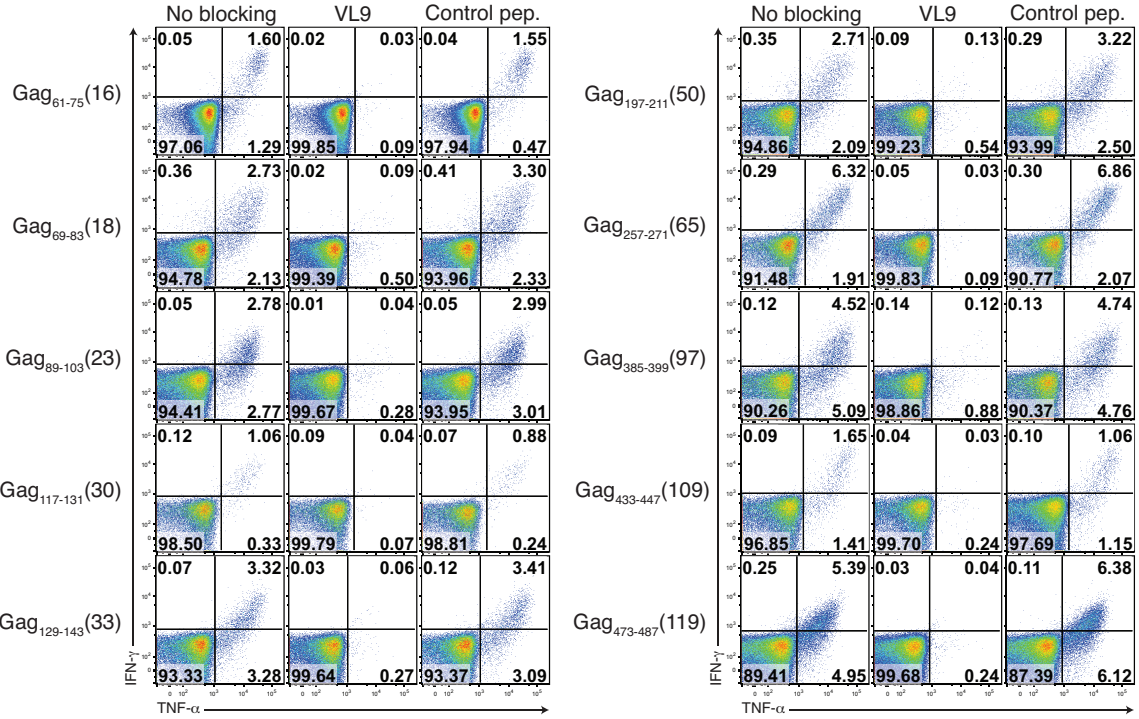 No blocking VL9 Control pep. No blocking VL9 Control pep.
Gag61-75(16)
0.05 1.60 0.02 0.03 0.04 1.55
97.06 1.29 99.85 0.09 97.94 0.47
Gag69-83(18)
0.36 2.73 0.02 0.09 0.41 3.30
94.78 2.13 99.39 0.50 93.96 2.33
Gag89-103(23)
0.05 2.78 0.01 0.04 0.05 2.99
94.41 2.77 99.67 0.28 93.95 3.01
Gag117-131(30)
0.12 1.06 0.09 0.04 0.07 0.88
98.50 0.33 99.79 0.07 98.81 0.24
Gag129-143(33)
0.07 3.32 0.03 0.06 0.12 3.41
93.33 3.28 99.64 0.27 93.37 3.09
IFN-γ
TNF-α
Gag197-211(50)
0.35 2.71 0.09 0.13 0.29 3.22
94.86 2.09 99.23 0.54 93.99 2.50
Gag257-271(65)
0.29 6.32 0.05 0.03 0.30 6.86
91.48 1.91 99.83 0.09 90.77 2.07
Gag385-399(97)
0.12 4.52 0.14 0.12 0.13 4.74
90.26 5.09 98.86 0.88 90.37 4.76
Gag433-447(109)
0.09 1.65 0.04 0.03 0.10 1.06
96.85 1.41 99.70 0.24 97.69 1.15
Gag473-487(119)
0.25 5.39 0.03 0.04 0.11 6.38
89.41 4.95 99.68 0.24 87.39 6.12
IFN-γ
TNF-α